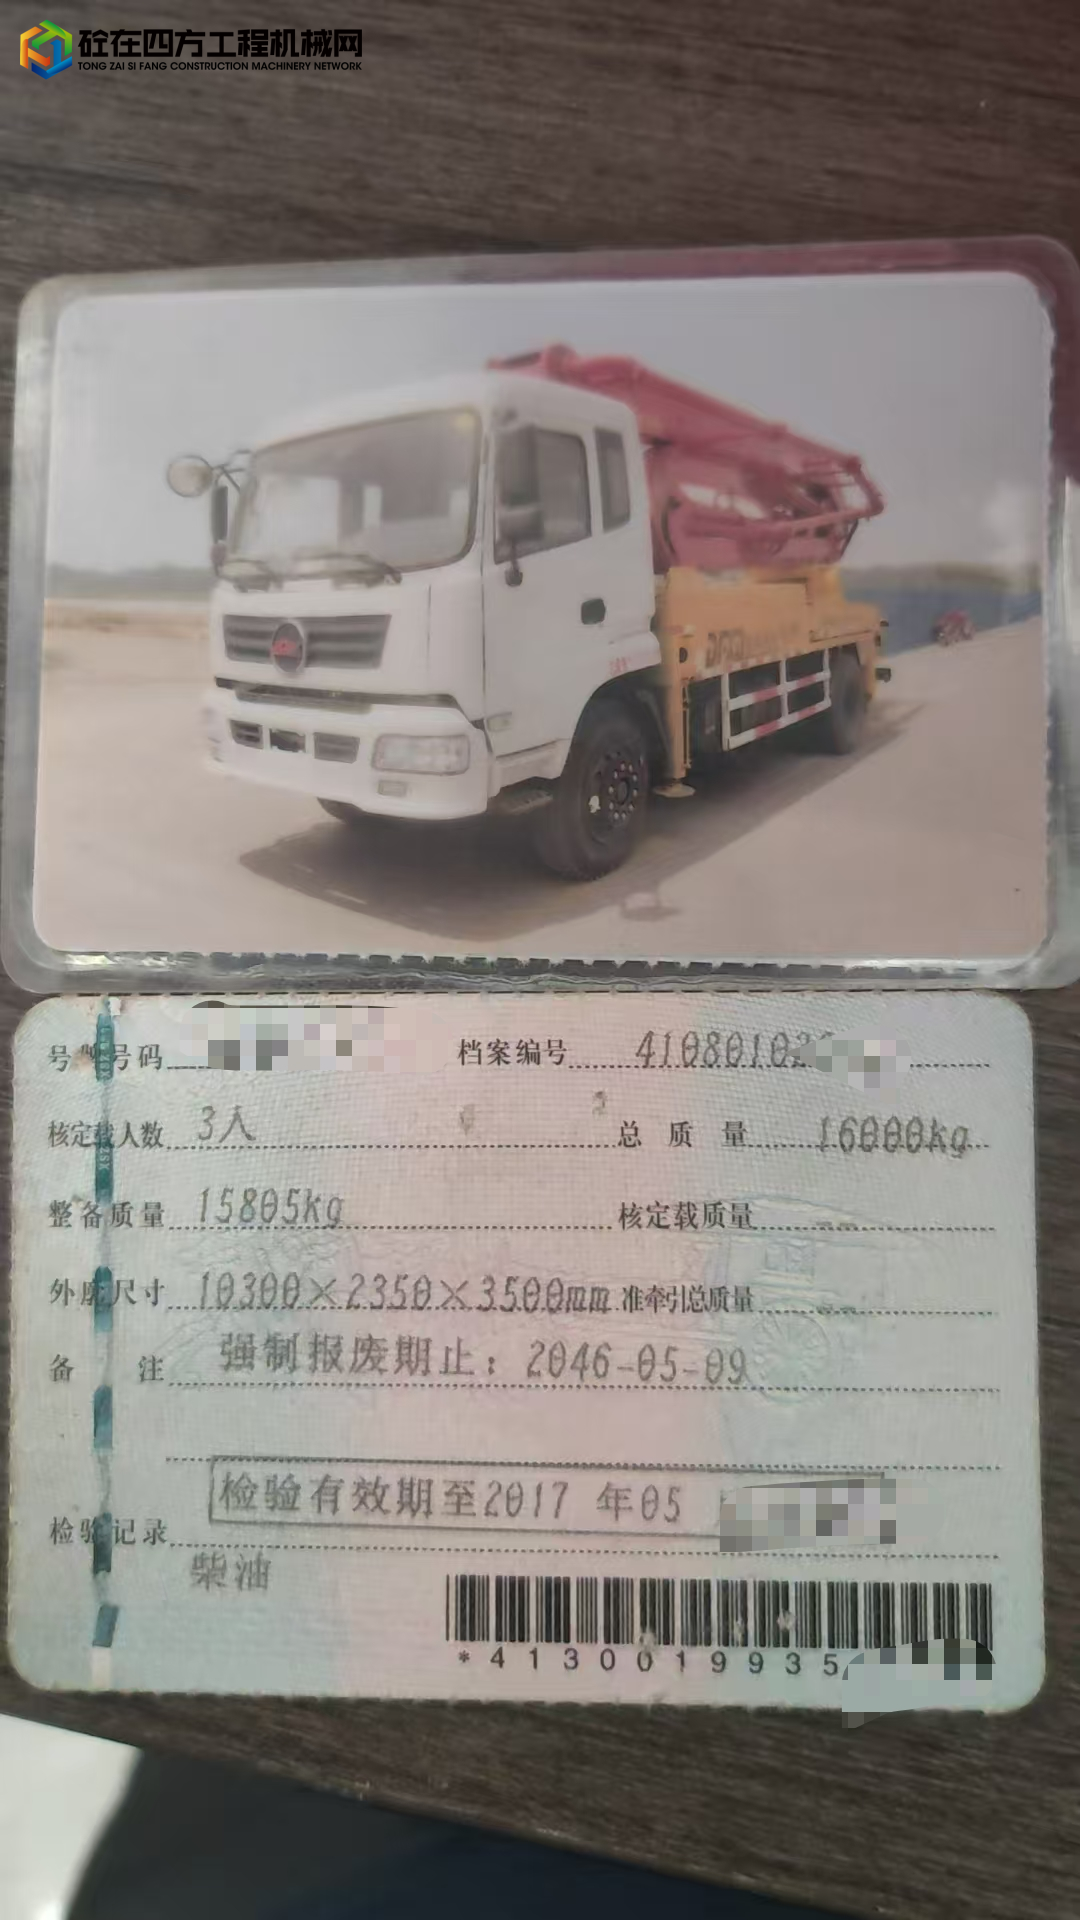 砼在四方工程机械网
TONG ZAI SI FANG CONSTRUCTION MACHINERY NETWORK
号牌号码 档案编号 41080102
核定载人数 3人 总质量 16000kg
整备质量 15805kg 核定载质量 --
外廓尺寸 10300×2350×3500mm 准牵引总质量 --
备注 强制报废期止：2046-05-09
检验记录 检验有效期至2017 年05
柴油
*4130019935